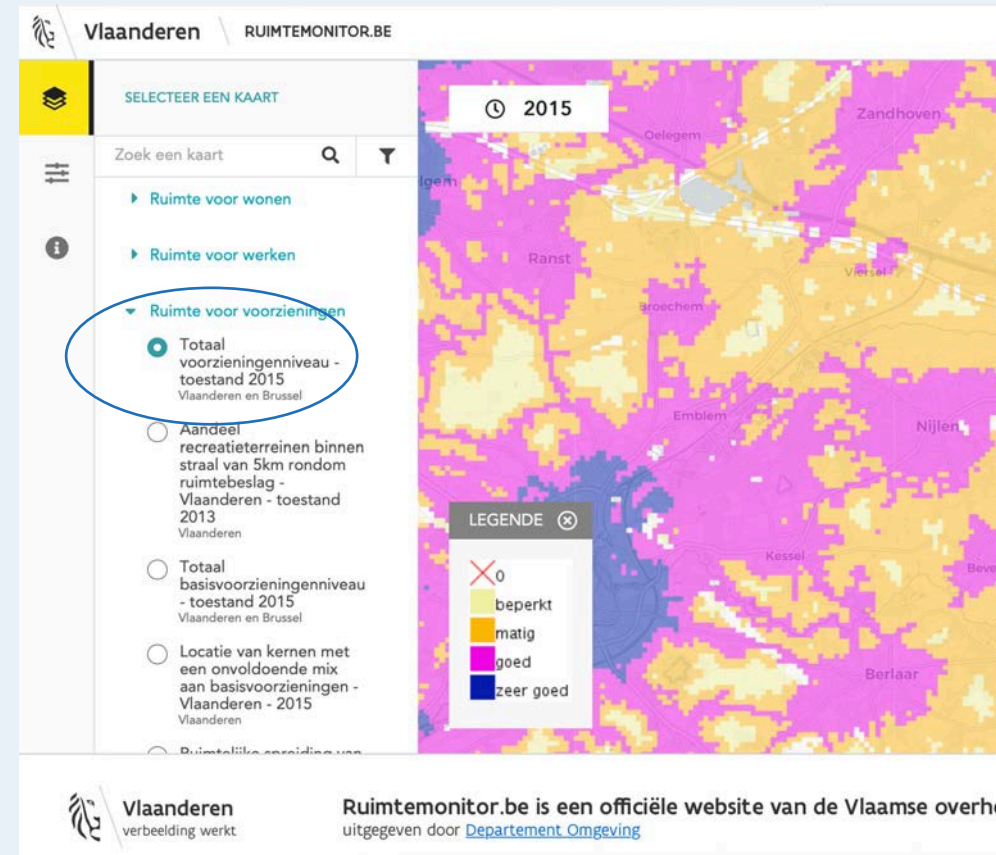 Vlaanderen
RUIMTEMONITOR.BE
SELECTEER EEN KAART
Zoek een kaart
Ruimte voor wonen
Ruimte voor werken
Ruimte voor voorzieningen
Totaal
voorzieningenniveau -
toestand 2015
Vlaanderen en Brussel
Aandeel
recreatieterreinen binnen
straal van 5km rondom
ruimtebeslag -
Vlaanderen - toestand
2013
Vlaanderen
Totaal
basisvoorzieningenniveau
- toestand 2015
Vlaanderen en Brussel
Locatie van kernen met
een onvoldoende mix
aan basisvoorzieningen -
Vlaanderen - 2015
Vlaanderen
Ruimtelijke spreiding van
2015
Zandhoven
Oelegem
Ranst
Viersel
Broechem
Emblem
Nijlen
Kessel
Berlaar
LEGENDE
0
beperkt
matig
goed
zeer goed
Vlaanderen
verbeelding werkt
Ruimtemonitor.be is een officiële website van de Vlaamse overhe
uitgegeven door Departement Omgeving